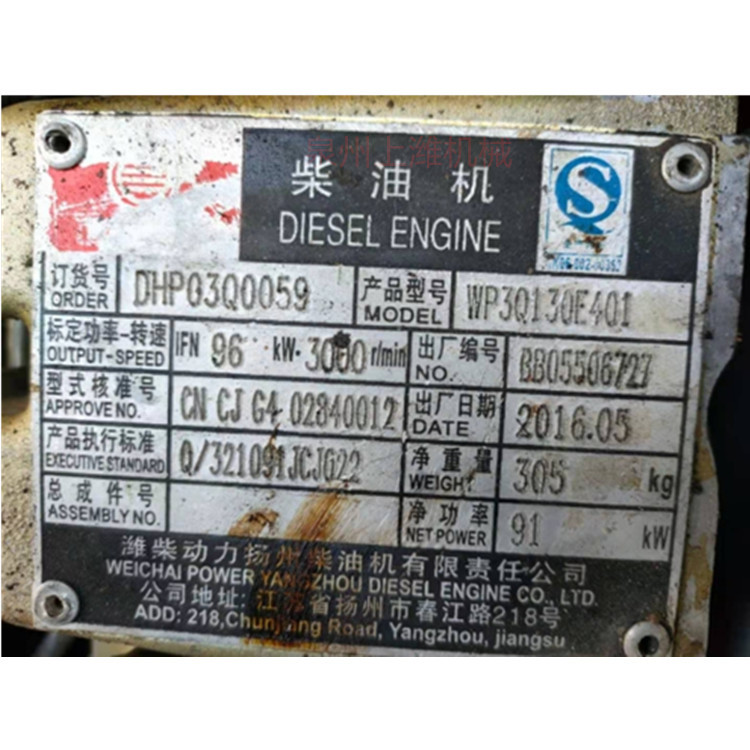 柴油机
DIESEL ENGINE
订货号 DHP03Q0059 产品型号 WP3Q130E401
ORDER MODEL
标定功率-转速 IFN 96 kW- 3000 r/min 出厂编号 BB05506727
OUTPUT-SPEED NO.
型式核准号 CN CJ G4 02840012 出厂日期 2016.05
APPROVE NO. DATE
产品执行标准 Q/321091JCJG22 净重量 305 kg
EXECUTIVE STANDARD WEIGHT
总成件号 净功率 91 kW
ASSEMBLY NO. NET POWER
潍柴动力扬州柴油机有限责任公司
WEICHAI POWER YANGZHOU DIESEL ENGINE CO., LTD.
公司地址: 江苏省扬州市春江路218号
ADD: 218,Chunjiang Road, Yangzhou, jiangsu